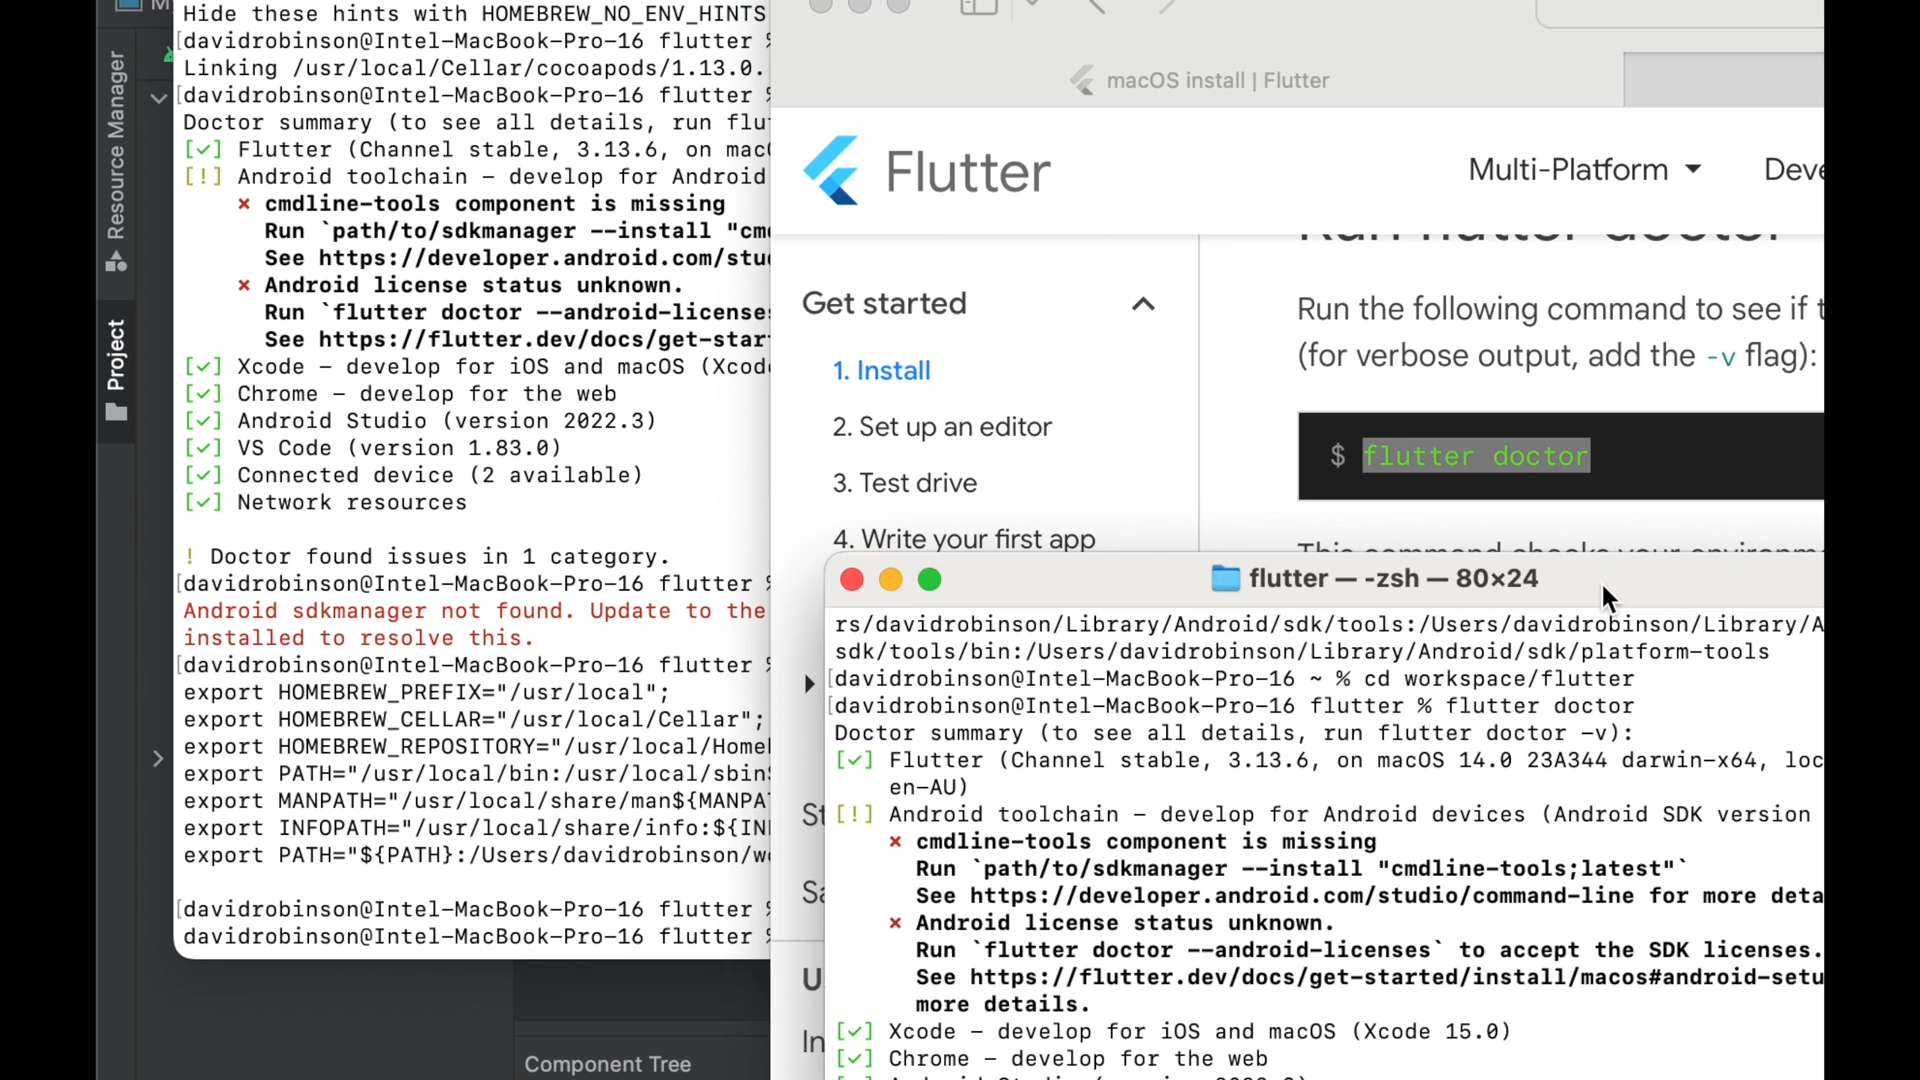 Resource Manager
Project
Hide these hints with HOMEBREW_NO_ENV_HINTS
[davidrobinson@Intel-MacBook-Pro-16 flutter %
Linking /usr/local/Cellar/cocoapods/1.13.0.
[davidrobinson@Intel-MacBook-Pro-16 flutter %
Doctor summary (to see all details, run flu
[✓] Flutter (Channel stable, 3.13.6, on mac
[!] Android toolchain – develop for Android
✗ cmdline-tools component is missing
Run `path/to/sdkmanager --install "cm
See https://developer.android.com/stu
✗ Android license status unknown.
Run `flutter doctor --android-licenses
See https://flutter.dev/docs/get-star
[✓] Xcode – develop for iOS and macOS (Xcod
[✓] Chrome – develop for the web
[✓] Android Studio (version 2022.3)
[✓] VS Code (version 1.83.0)
[✓] Connected device (2 available)
[✓] Network resources
! Doctor found issues in 1 category.
[davidrobinson@Intel-MacBook-Pro-16 flutter %
Android sdkmanager not found. Update to the
installed to resolve this.
[davidrobinson@Intel-MacBook-Pro-16 flutter %
export HOMEBREW_PREFIX="/usr/local";
export HOMEBREW_CELLAR="/usr/local/Cellar";
export HOMEBREW_REPOSITORY="/usr/local/Home
export PATH="/usr/local/bin:/usr/local/sbin$
export MANPATH="/usr/local/share/man${MANPA
export INFOPATH="/usr/local/share/info:${IN
export PATH="${PATH}:/Users/davidrobinson/w
[davidrobinson@Intel-MacBook-Pro-16 flutter %
davidrobinson@Intel-MacBook-Pro-16 flutter %
Component Tree
macOS install | Flutter
Flutter
Multi-Platform
Deve
Get started
1. Install
2. Set up an editor
3. Test drive
4. Write your first app
Run flutter doctor
Run the following command to see if t
(for verbose output, add the -v flag):
$ flutter doctor
This command checks your environme
St
Sa
U
In
flutter — -zsh — 80×24
rs/davidrobinson/Library/Android/sdk/tools:/Users/davidrobinson/Library/A
sdk/tools/bin:/Users/davidrobinson/Library/Android/sdk/platform-tools
[davidrobinson@Intel-MacBook-Pro-16 ~ % cd workspace/flutter
[davidrobinson@Intel-MacBook-Pro-16 flutter % flutter doctor
Doctor summary (to see all details, run flutter doctor -v):
[✓] Flutter (Channel stable, 3.13.6, on macOS 14.0 23A344 darwin-x64, loc
en-AU)
[!] Android toolchain – develop for Android devices (Android SDK version
✗ cmdline-tools component is missing
Run `path/to/sdkmanager --install "cmdline-tools;latest"`
See https://developer.android.com/studio/command-line for more deta
✗ Android license status unknown.
Run `flutter doctor --android-licenses` to accept the SDK licenses.
See https://flutter.dev/docs/get-started/install/macos#android-setu
more details.
[✓] Xcode – develop for iOS and macOS (Xcode 15.0)
[✓] Chrome – develop for the web